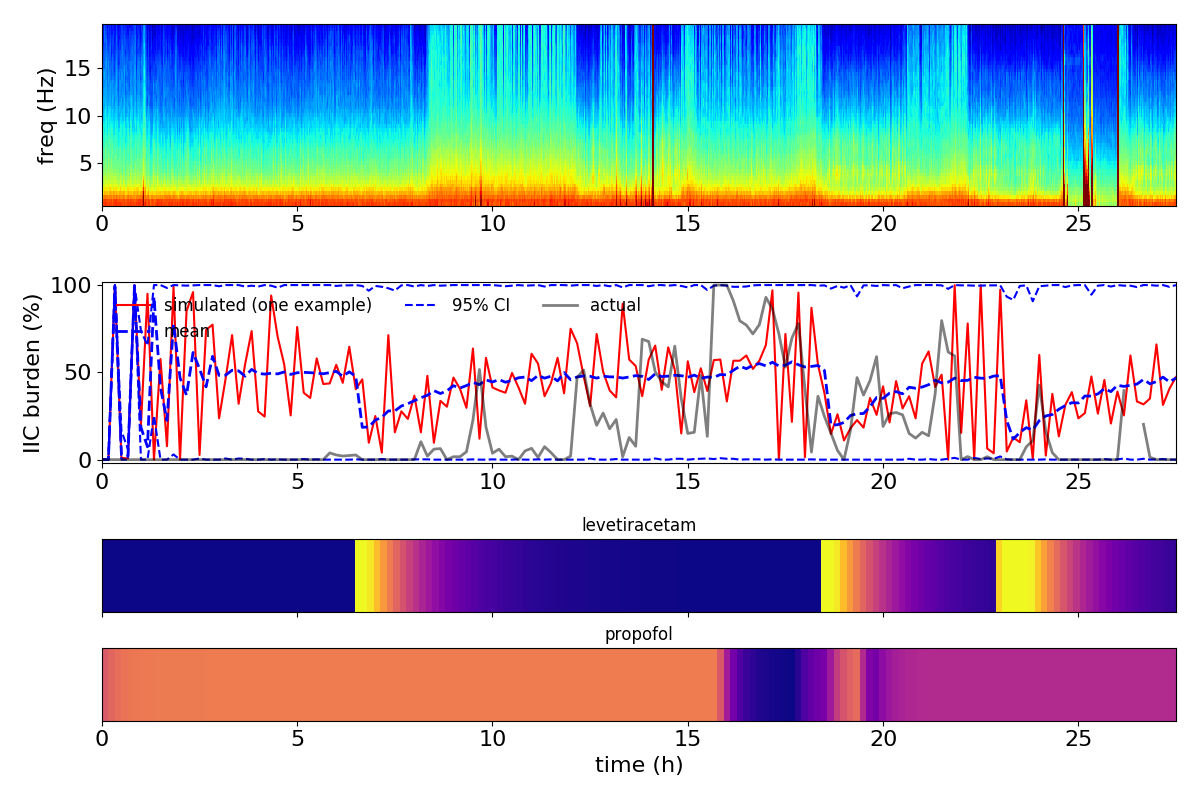 freq (Hz)
15
10
5
0 5 10 15 20 25
IIC burden (%)
100
50
0
simulated (one example) 95% CI actual
mean
0 5 10 15 20 25
levetiracetam
propofol
0 5 10 15 20 25
time (h)